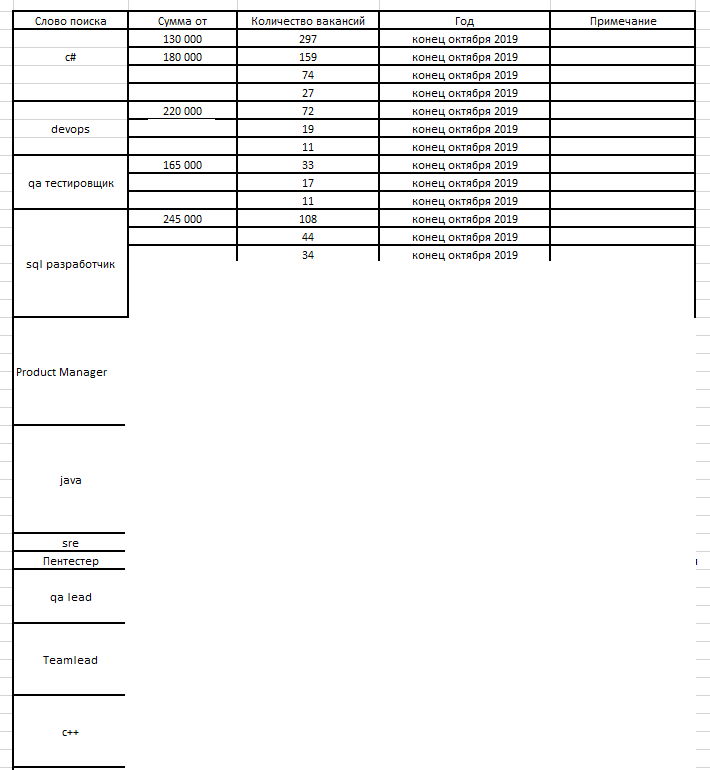 Слово поиска Сумма от Количество вакансий Год Примечание
130 000 297 конец октября 2019
c# 180 000 159 конец октября 2019
74 конец октября 2019
27 конец октября 2019
220 000 72 конец октября 2019
devops 19 конец октября 2019
11 конец октября 2019
165 000 33 конец октября 2019
qa тестировщик 17 конец октября 2019
11 конец октября 2019
245 000 108 конец октября 2019
44 конец октября 2019
34 конец октября 2019
sql разработчик
Product Manager
java
sre
Пентестер
qa lead
Teamlead
c++